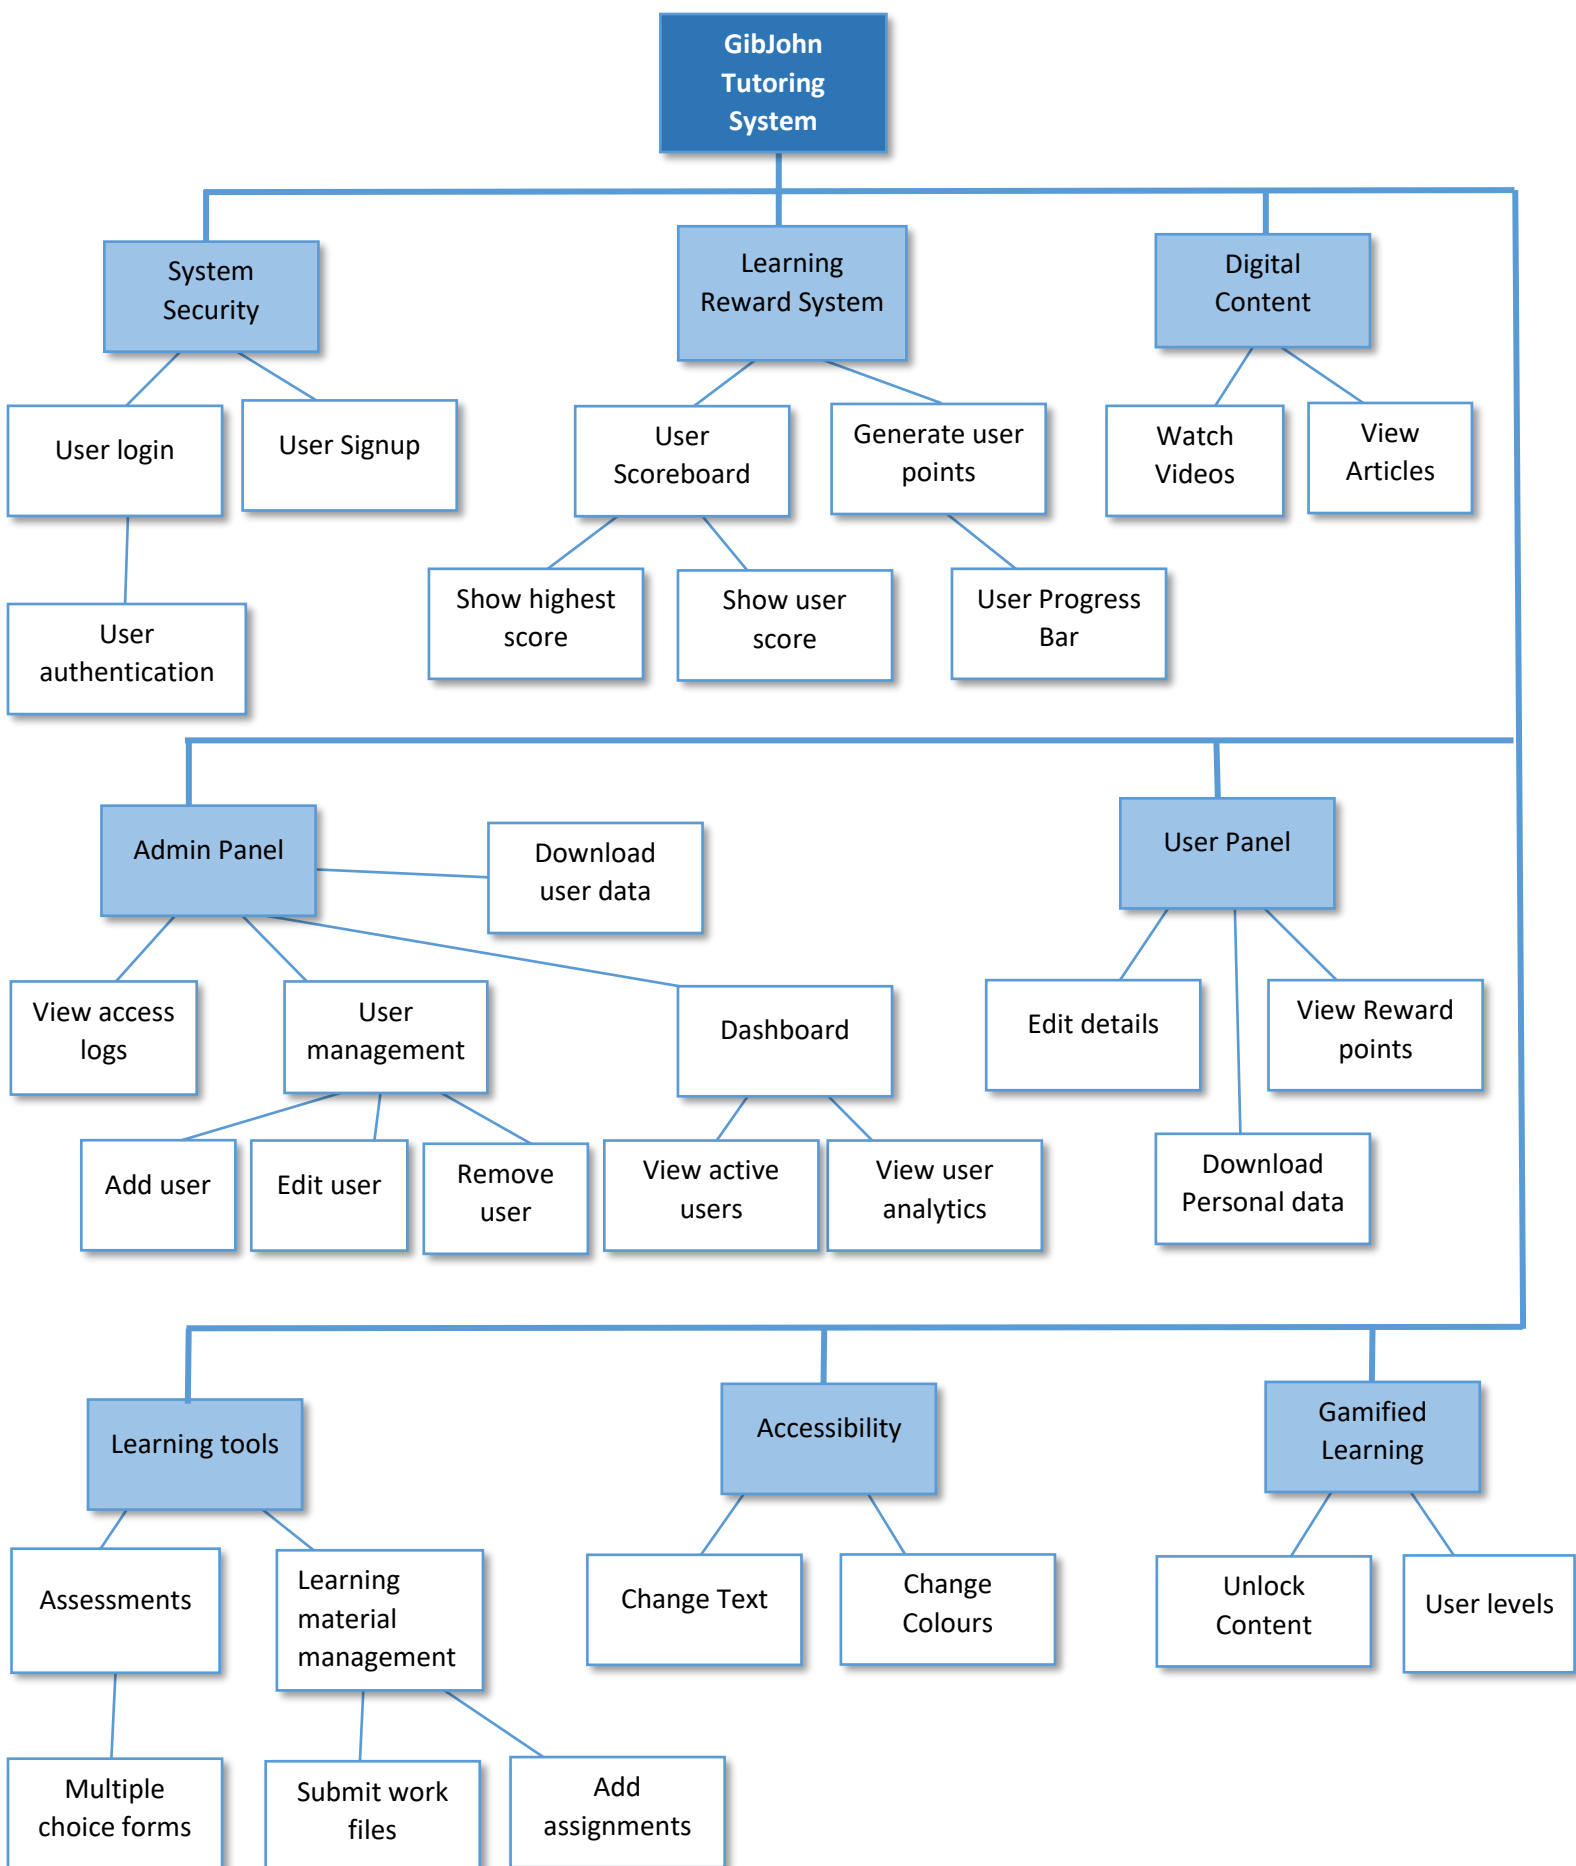 GibJohn
Tutoring
System
System
Security
Learning
Reward System
Digital
Content
User login
User Signup
User
Scoreboard
Generate user
points
Watch
Videos
View
Articles
User
authentication
Show highest
score
Show user
score
User Progress
Bar
Admin Panel
Download
user data
User Panel
View access
logs
User
management
Dashboard
Edit details
View Reward
points
Add user
Edit user
Remove
user
View active
users
View user
analytics
Download
Personal data
Learning tools
Accessibility
Gamified
Learning
Assessments
Learning
material
management
Change Text
Change
Colours
Unlock
Content
User levels
Multiple
choice forms
Submit work
files
Add
assignments